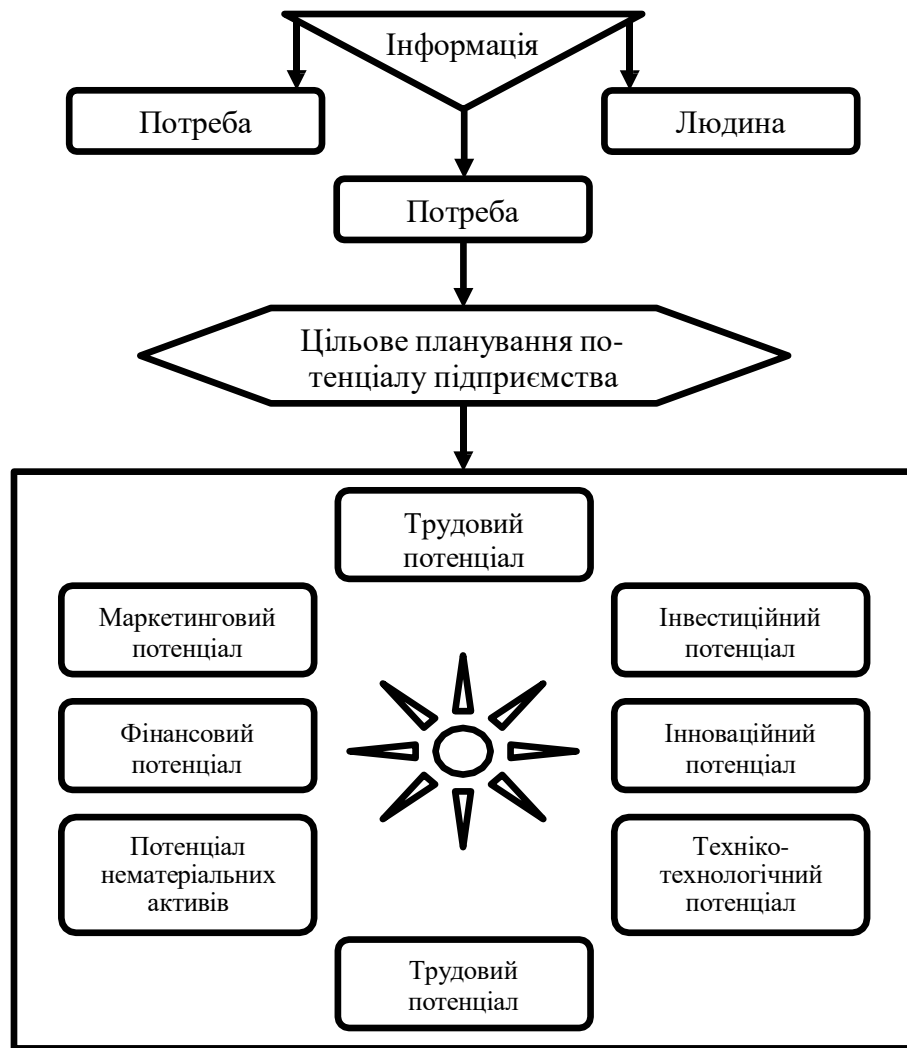 Інформація
Потреба
Людина
Потреба
Цільове планування по-
тенціалу підприємства
Трудовий
потенціал
Маркетинговий
потенціал
Інвестиційний
потенціал
Фінансовий
потенціал
Інноваційний
потенціал
Потенціал
нематеріальних
активів
Техніко-
технологічний
потенціал
Трудовий
потенціал